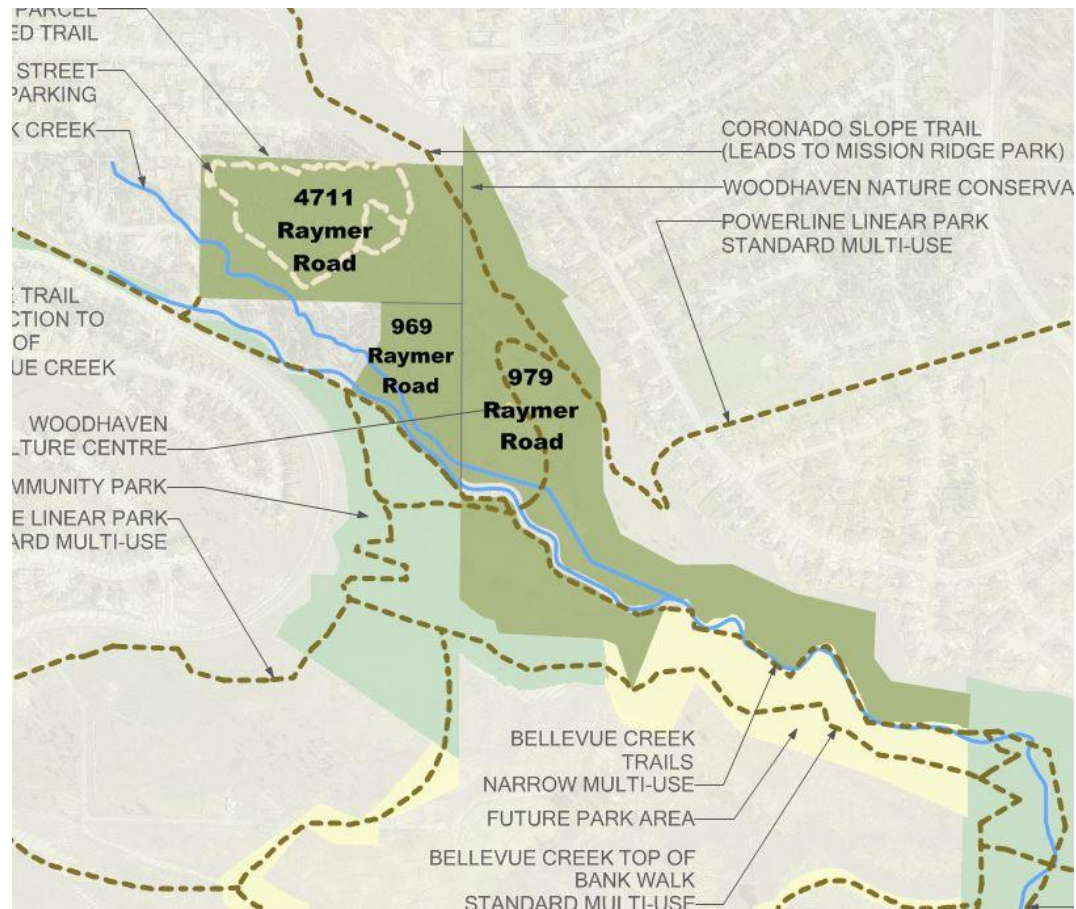 PARCEL
ED TRAIL
STREET
PARKING
K CREEK
4711
Raymer
Road
CORONADO SLOPE TRAIL
(LEADS TO MISSION RIDGE PARK)
WOODHAVEN NATURE CONSERVA
POWERLINE LINEAR PARK
STANDARD MULTI-USE
TRAIL
CTION TO
OF
UE CREEK
969
Raymer
Road
979
Raymer
Road
WOODHAVEN
LTURE CENTRE
MMUNITY PARK
E LINEAR PARK
ARD MULTI-USE
BELLEVUE CREEK
TRAILS
NARROW MULTI-USE
FUTURE PARK AREA
BELLEVUE CREEK TOP OF
BANK WALK
STANDARD MULTI-USE